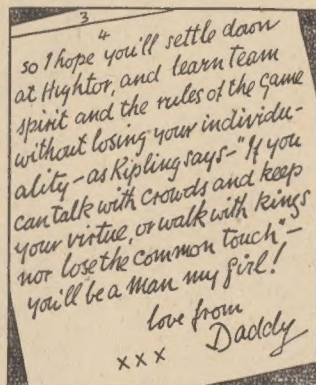 3
4
so I hope you'll settle down
at Hightor, and learn team
spirit and the rules of the game
without losing your individu-
ality – as Kipling says – "If you
can talk with crowds and keep
your virtue, or walk with kings
nor lose the common touch" –
you'll be a Man my girl!
love from
Daddy
x x x